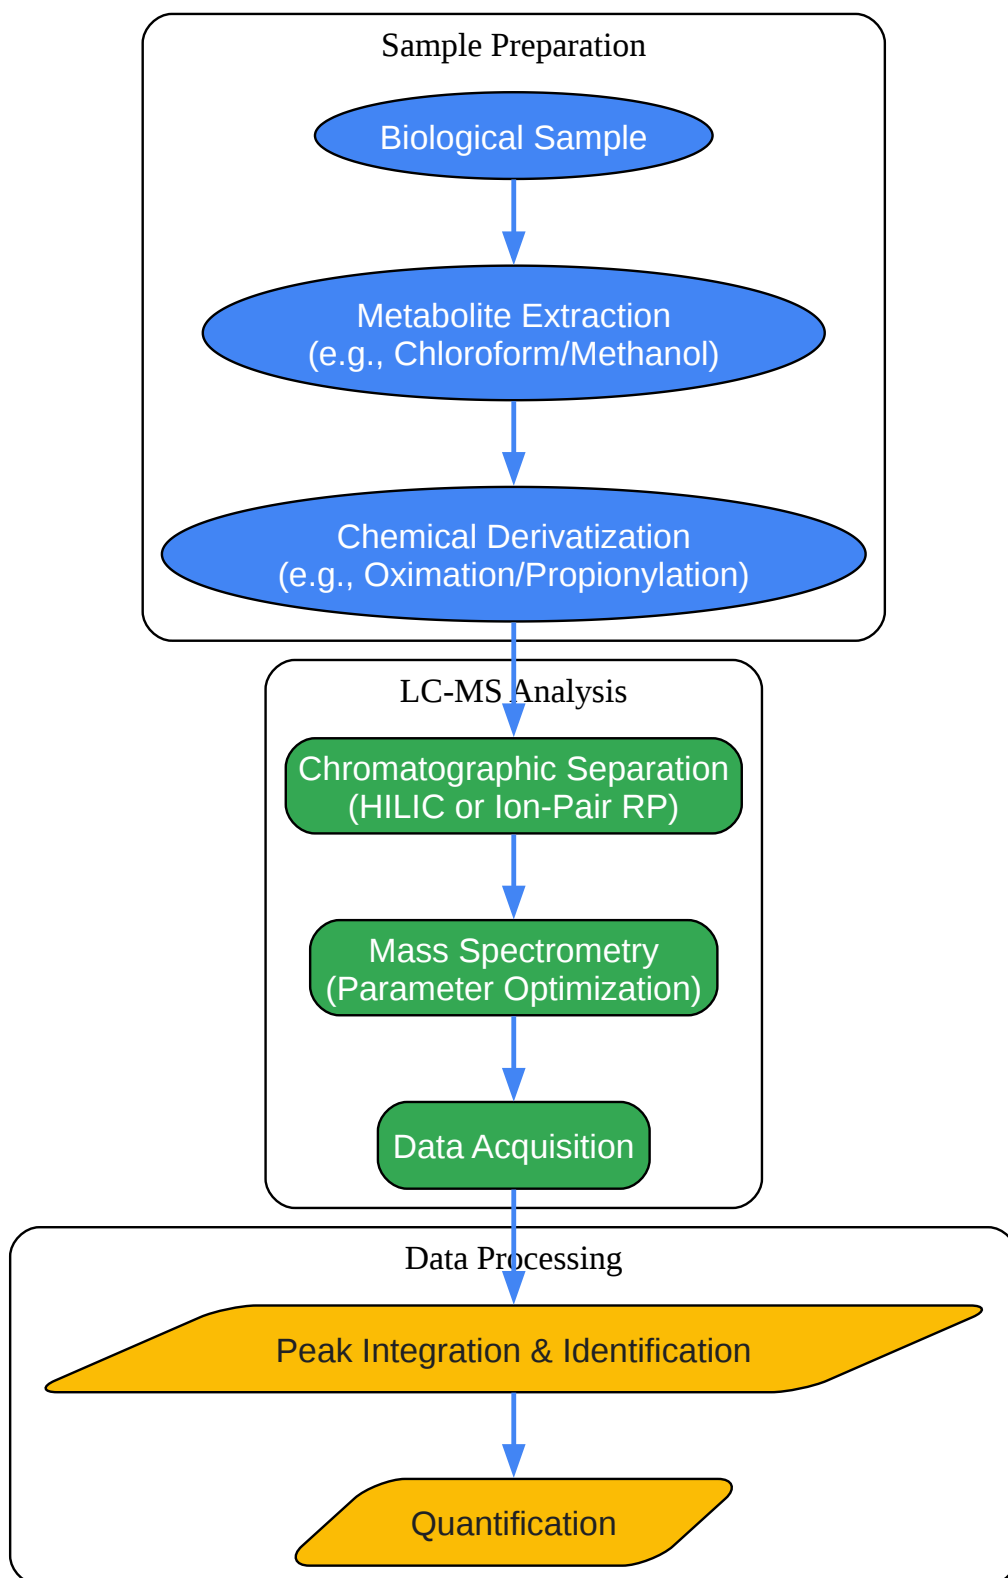 Sample Preparation
Biological Sample
Metabolite Extraction
(e.g., Chloroform/Methanol)
Chemical Derivatization
(e.g., Oximation/Propionylation)
LC-MS Analysis
Chromatographic Separation
(HILIC or Ion-Pair RP)
Mass Spectrometry
(Parameter Optimization)
Data Acquisition
Data Processing
Peak Integration & Identification
Quantification